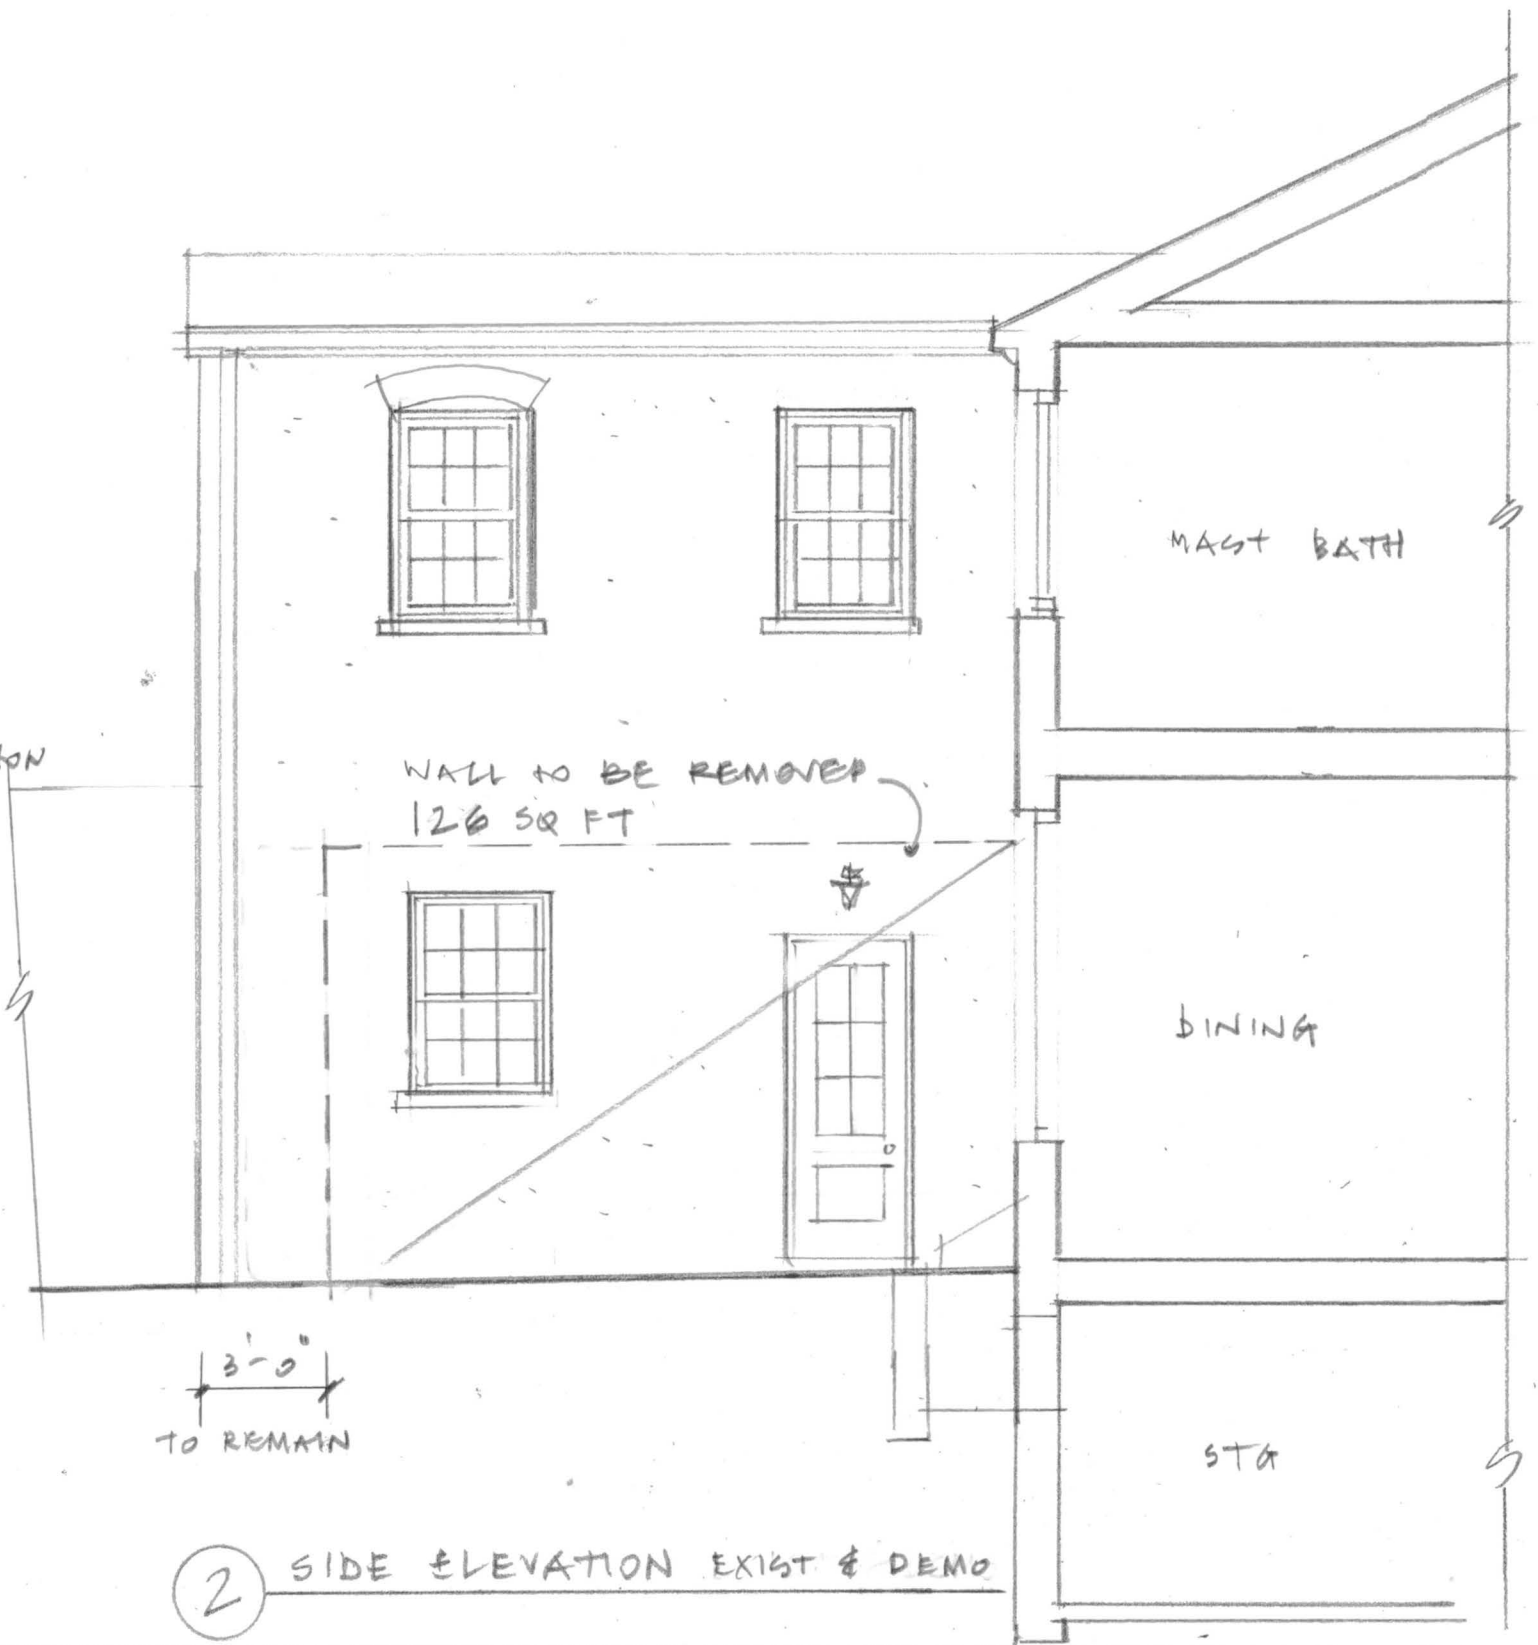 MAST BATH
WALL TO BE REMOVED
126 SQ FT
DINING
3'-0"
TO REMAIN
STG
2 SIDE ELEVATION EXIST & DEMO